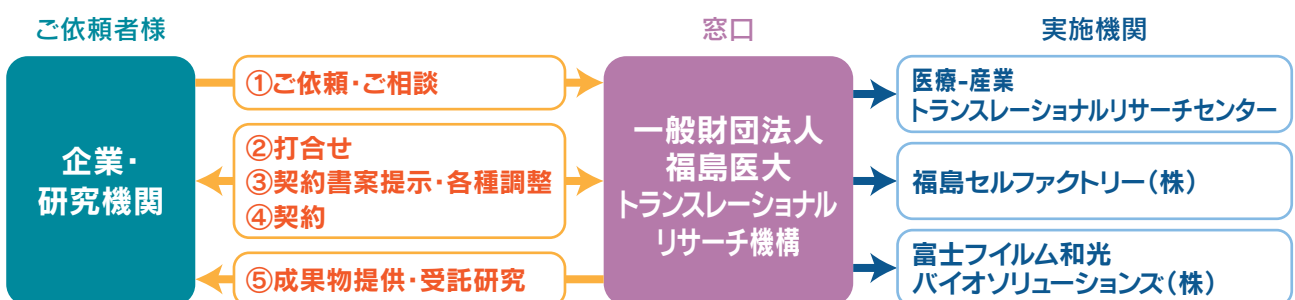 ご依頼者様
窓口
実施機関
企業・
研究機関
①ご依頼・ご相談
②打合せ
③契約書案提示・各種調整
④契約
⑤成果物提供・受託研究
一般財団法人
福島医大
トランスレーショナル
リサーチ機構
医療-産業
トランスレーショナルリサーチセンター
福島セルファクトリー(株)
富士フイルム和光
バイオソリューションズ(株)